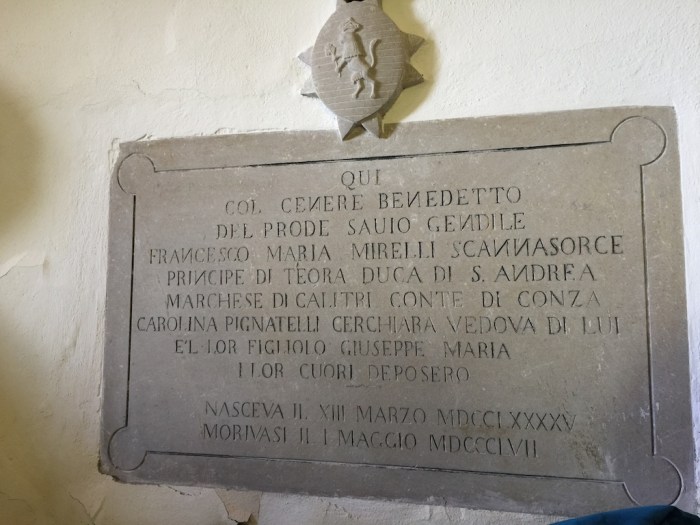 QUI
COL CENERE BENEDETTO
DEL PRODE SAUIO GENDILE
FRANCESCO MARIA MIRELLI SCANNASORCE
PRINCIPE DI TEORA DUCA DI S. ANDREA
MARCHESE DI CALITRI CONTE DI CONZA
CAROLINA PIGNATELLI CERCHIARA VEDOVA DI LUI
E'L LOR FIGLIOLO GIUSEPPE MARIA
I LOR CUORI DEPOSERO
NASCEVA IL XIII MARZO MDCCLXXXXV
MORIVASI IL I MAGGIO MDCCCLVII